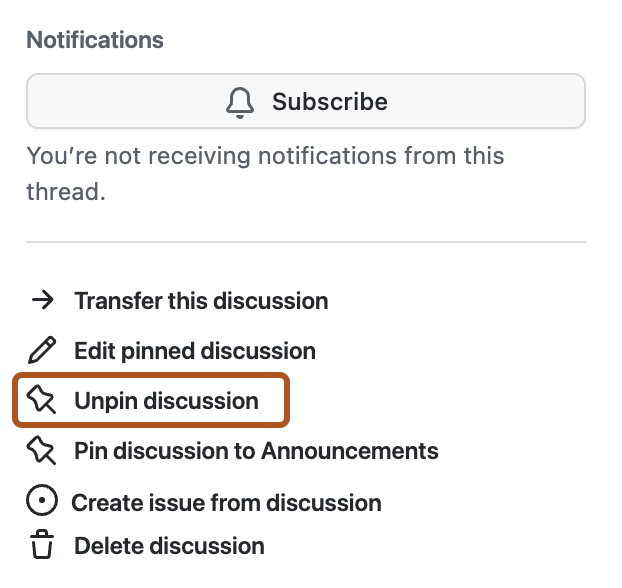 Notifications
Subscribe
You’re not receiving notifications from this
thread.
Transfer this discussion
Edit pinned discussion
Unpin discussion
Pin discussion to Announcements
Create issue from discussion
Delete discussion